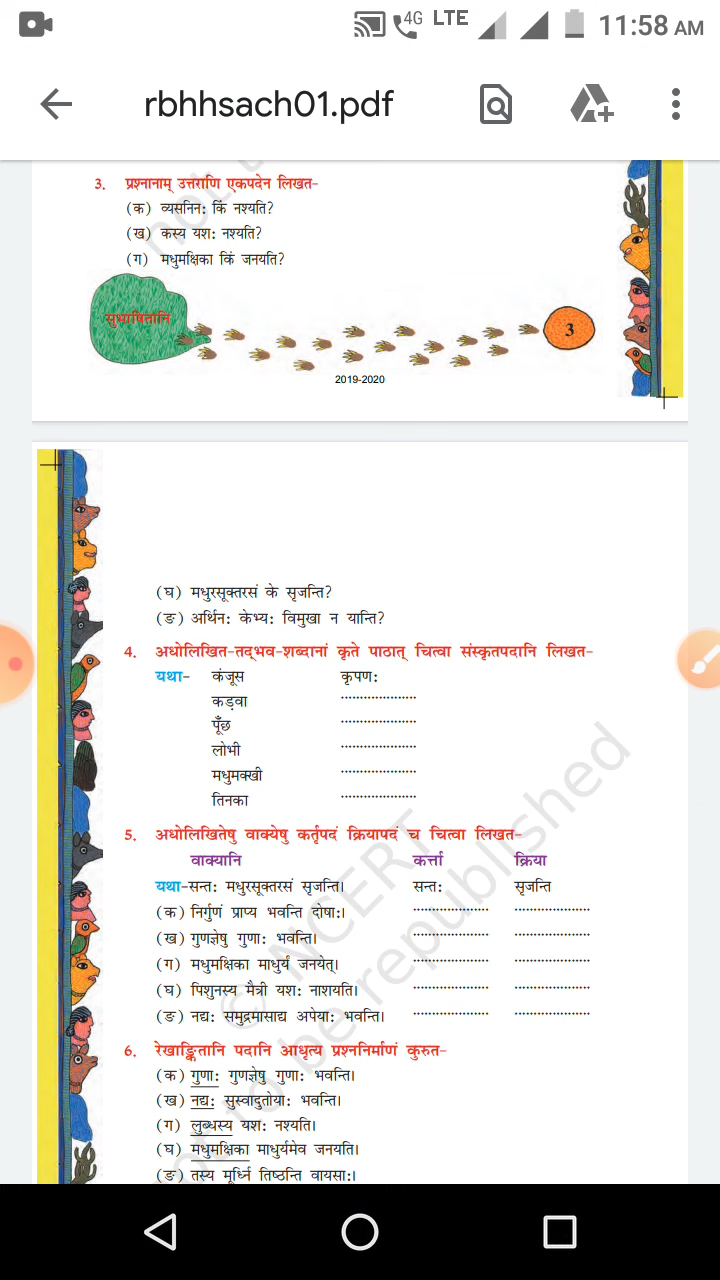 4G LTE 11:58 AM
rbhhsach01.pdf
3. प्रश्नानाम् उत्तराणि एकपदेन लिखत–
(क) व्यसनिन: किं नश्यति?
(ख) कस्य यश: नश्यति?
(ग) मधुमक्षिका किं जनयति?
सुभाषितानि
3
2019-2020
(घ) मधुरसूक्तरसं के सृजन्ति?
(ङ) अर्थिन: केभ्य: विमुखा न यान्ति?
4. अधोलिखित-तद्भव-शब्दानां कृते पाठात् चित्वा संस्कृतपदानि लिखत–
यथा– कंजूस कृपण:
कड़वा ....................
पूँछ ....................
लोभी ....................
मधुमक्खी ....................
तिनका ....................
5. अधोलिखितेषु वाक्येषु कर्तृपदं क्रियापदं च चित्वा लिखत–
वाक्यानि कर्त्ता क्रिया
यथा–सन्त: मधुरसूक्तरसं सृजन्ति। सन्त: सृजन्ति
(क) निर्गुणं प्राप्य भवन्ति दोषा:। .................... ....................
(ख) गुणज्ञेषु गुणा: भवन्ति। .................... ....................
(ग) मधुमक्षिका माधुर्यं जनयेत्। .................... ....................
(घ) पिशुनस्य मैत्री यश: नाशयति। .................... ....................
(ङ) नद्य: समुद्रमासाद्य अपेया: भवन्ति। .................... ....................
6. रेखाङ्कितानि पदानि आधृत्य प्रश्ननिर्माणं कुरुत–
(क) गुणा: गुणज्ञेषु गुणा: भवन्ति।
(ख) नद्य: सुस्वादुतोया: भवन्ति।
(ग) लुब्धस्य यश: नश्यति।
(घ) मधुमक्षिका माधुर्यमेव जनयति।
(ङ) तस्य मूर्ध्नि तिष्ठन्ति वायसा:।
© NCERT
not to be republished